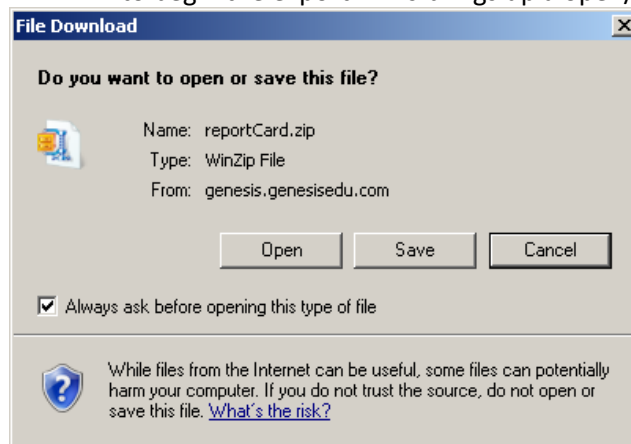 File Download
Do you want to open or save this file?
Name: reportCard.zip
Type: WinZip File
From: genesis.genesisedu.com
Open Save Cancel
Always ask before opening this type of file
While files from the Internet can be useful, some files can potentially
harm your computer. If you do not trust the source, do not open or
save this file. What's the risk?